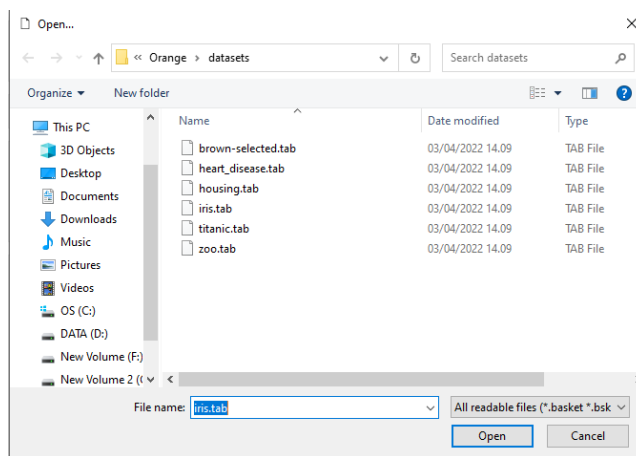 Open...
« Orange › datasets
Search datasets
Organize
New folder
This PC
3D Objects
Desktop
Documents
Downloads
Music
Pictures
Videos
OS (C:)
DATA (D:)
New Volume (F:)
New Volume 2 (
Name Date modified Type
brown-selected.tab 03/04/2022 14.09 TAB File
heart_disease.tab 03/04/2022 14.09 TAB File
housing.tab 03/04/2022 14.09 TAB File
iris.tab 03/04/2022 14.09 TAB File
titanic.tab 03/04/2022 14.09 TAB File
zoo.tab 03/04/2022 14.09 TAB File
File name: iris.tab
All readable files (*.basket *.bsk
Open
Cancel